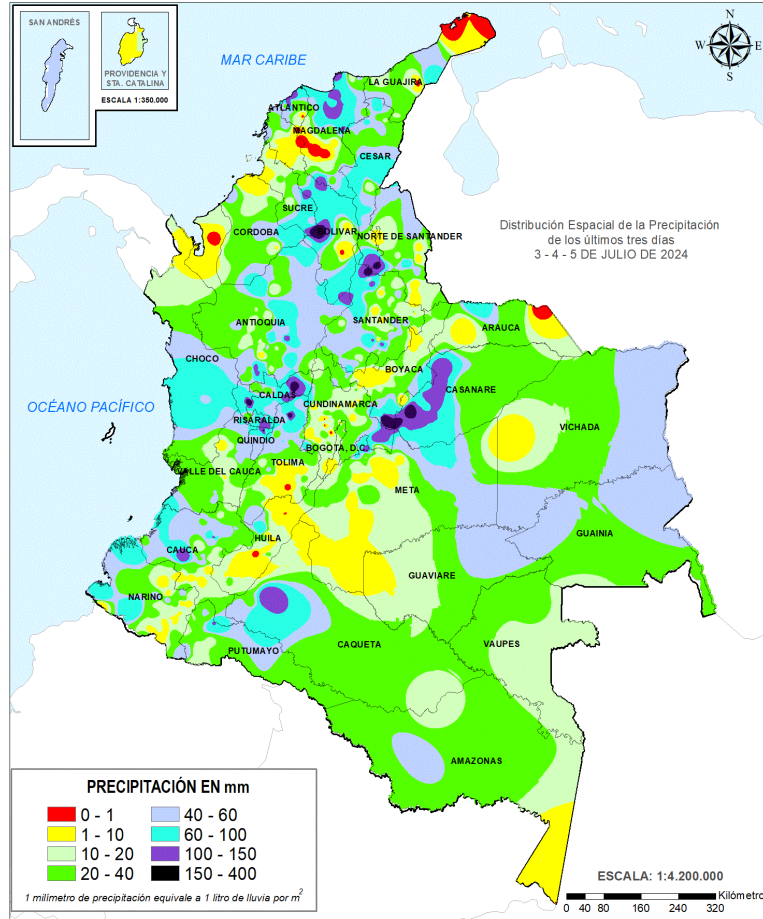 SAN ANDRÉS
PROVIDENCIA Y
STA. CATALINA
ESCALA 1:350.000
MAR CARIBE
N
W
E
S
LA GUAJIRA
ATLANTICO
MAGDALENA
CESAR
SUCRE
CORDOBA
BOLIVAR
NORTE DE SANTANDER
Distribución Espacial de la Precipitación
de los últimos tres días
3 - 4 - 5 DE JULIO DE 2024
ANTIOQUIA
SANTANDER
ARAUCA
CHOCO
BOYACA
CASANARE
OCÉANO PACÍFICO
CALDAS
CUNDINAMARCA
RISARALDA
VICHADA
QUINDIO
BOGOTA, D.C.
VALLE DEL CAUCA
TOLIMA
META
CAUCA
HUILA
GUAINIA
GUAVIARE
NARIÑO
PUTUMAYO
CAQUETA
VAUPES
AMAZONAS
PRECIPITACIÓN EN mm
0 - 1
40 - 60
1 - 10
60 - 100
10 - 20
100 - 150
20 - 40
150 - 400
1 milímetro de precipitación equivale a 1 litro de lluvia por m²
ESCALA: 1:4.200.000
Kilómetro
0 40 80 160 240 320